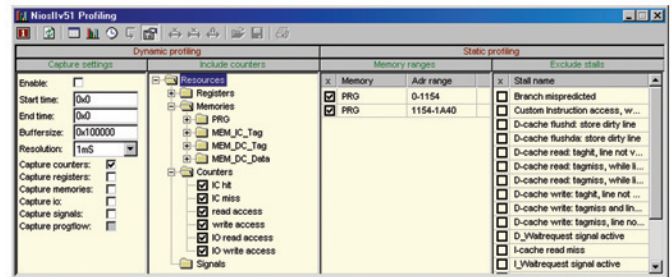 NiosIIv51 Profiling
Dynamic profiling
Static profiling
Capture settings
Include counters
Memory ranges
Exclude stalls
Enable:
Start time: 0x0
End time: 0x0
Buffersize: 0x100000
Resolution: 1mS
Capture counters:
Capture registers:
Capture memories:
Capture io:
Capture signals:
Capture progflow:
Resources
Registers
Memories
PRG
MEM_IC_Tag
MEM_DC_Tag
MEM_DC_Data
Counters
IC hit
IC miss
read access
write access
IO read access
IO write access
Signals
x Memory Adr range
PRG 0-1154
PRG 1154-1A40
x Stall name
Branch mispredicted
Custom Instruction access, w...
D-cache flushd: store dirty line
D-cache flushda: store dirty line
D-cache read: taghit, line not v...
D-cache read: tagmiss, while li...
D-cache read: tagmiss, while li...
D-cache write: taghit, line not ...
D-cache write: tagmiss and lin...
D-cache write: tagmiss, line no...
D_Waitrequest signal active
I-cache read miss
I_Waitrequest signal active